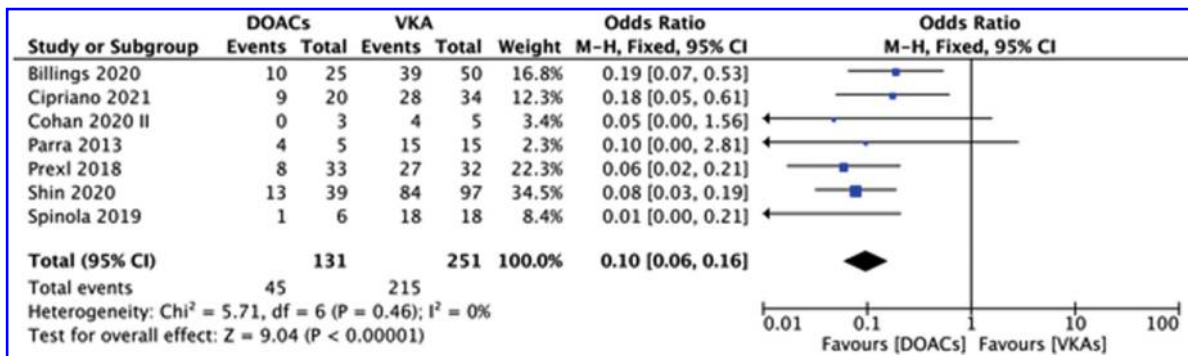 DOACs VKA Odds Ratio Odds Ratio
Study or Subgroup Events Total Events Total Weight M-H, Fixed, 95% CI M-H, Fixed, 95% CI
Billings 2020 10 25 39 50 16.8% 0.19 [0.07, 0.53]
Cipriano 2021 9 20 28 34 12.3% 0.18 [0.05, 0.61]
Cohan 2020 II 0 3 4 5 3.4% 0.05 [0.00, 1.56]
Parra 2013 4 5 15 15 2.3% 0.10 [0.00, 2.81]
Prexl 2018 8 33 27 32 22.3% 0.06 [0.02, 0.21]
Shin 2020 13 39 84 97 34.5% 0.08 [0.03, 0.19]
Spinola 2019 1 6 18 18 8.4% 0.01 [0.00, 0.21]
Total (95% CI) 131 251 100.0% 0.10 [0.06, 0.16]
Total events 45 215
Heterogeneity: Chi² = 5.71, df = 6 (P = 0.46); I² = 0%
Test for overall effect: Z = 9.04 (P < 0.00001)
0.01 0.1 1 10 100
Favours [DOACs] Favours [VKAs]